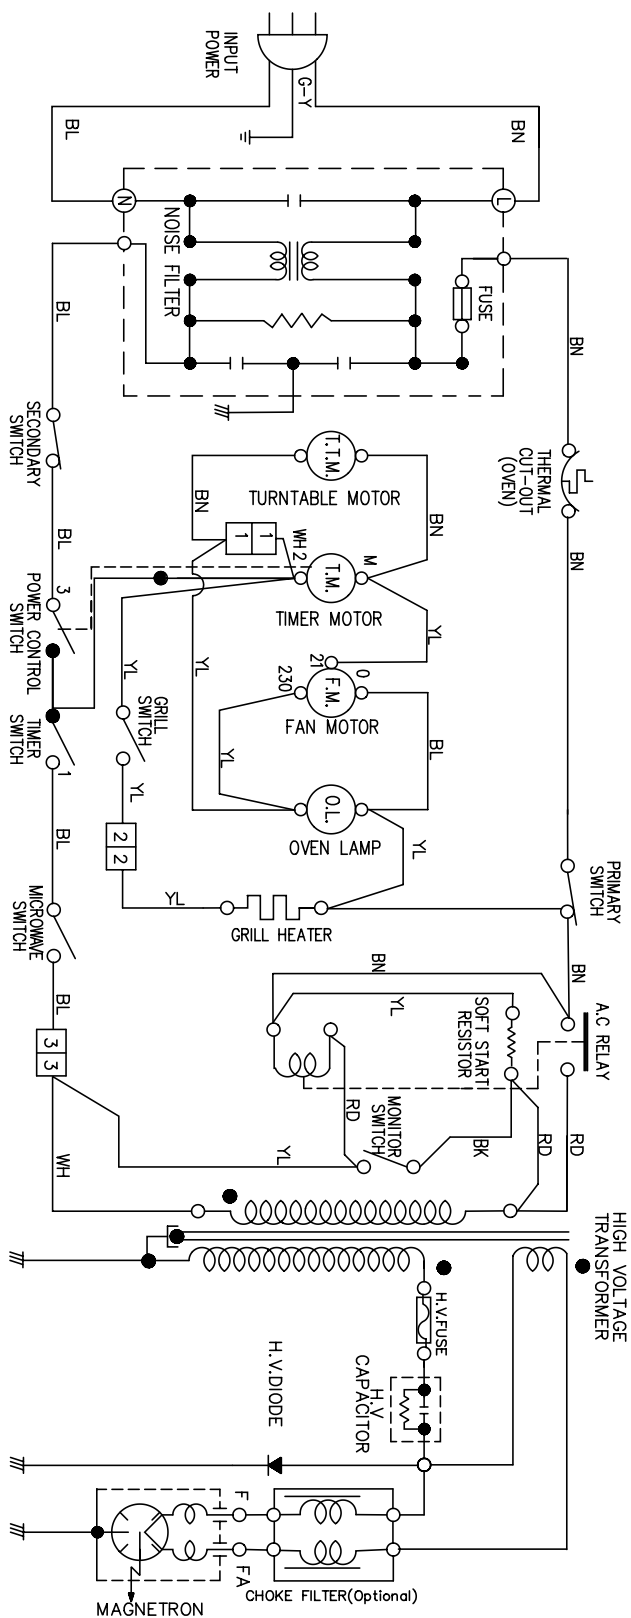 INPUT
POWER
G-Y
BL
BN
N
L
NOISE FILTER
FUSE
BL
BN
SECONDARY
SWITCH
THERMAL
CUT-OUT
(OVEN)
T.T.M.
TURNTABLE MOTOR
BN
BN
BN
1
1
WH
2
M
T.M.
TIMER MOTOR
BL
3
POWER CONTROL
SWITCH
YL
YL
YL
21
0
230
F.M.
FAN MOTOR
GRILL
SWITCH
TIMER
SWITCH
1
YL
BL
YL
O.L.
OVEN LAMP
YL
BL
2
2
YL
GRILL HEATER
PRIMARY
SWITCH
MICROWAVE
SWITCH
BN
BN
A.C RELAY
BL
3
3
YL
SOFT START
RESISTOR
RD
MONITOR
SWITCH
BK
RD
RD
WH
YL
HIGH VOLTAGE
TRANSFORMER
H.V.FUSE
H.V
CAPACITOR
H.V.DIODE
F
FA
CHOKE FILTER(Optional)
MAGNETRON